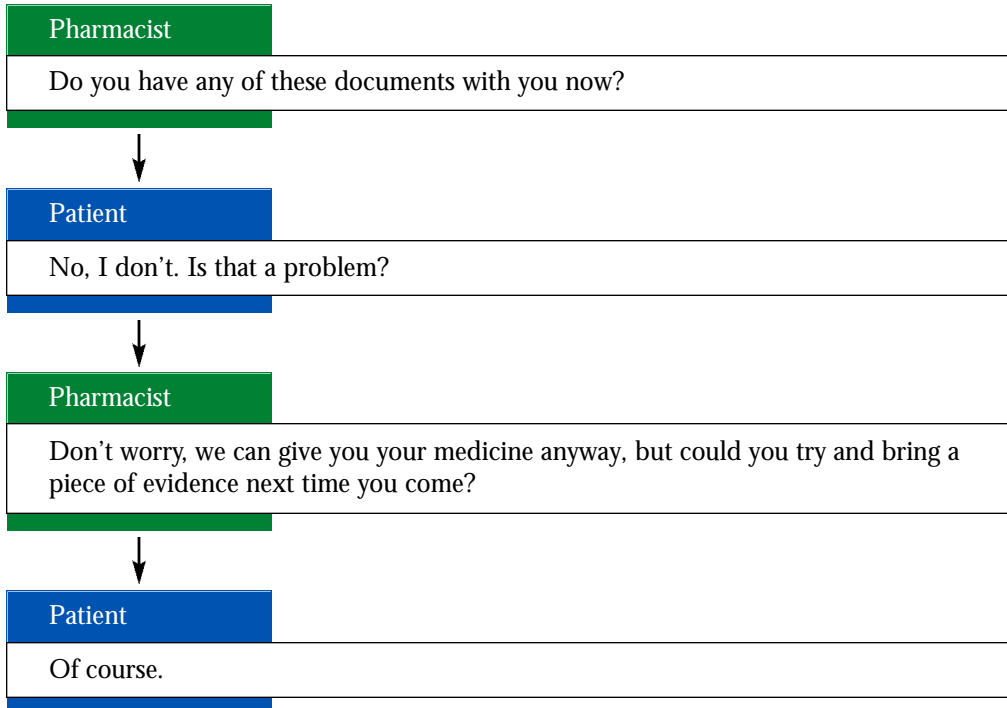 Pharmacist
Do you have any of these documents with you now?
Patient
No, I don’t. Is that a problem?
Pharmacist
Don’t worry, we can give you your medicine anyway, but could you try and bring a
piece of evidence next time you come?
Patient
Of course.